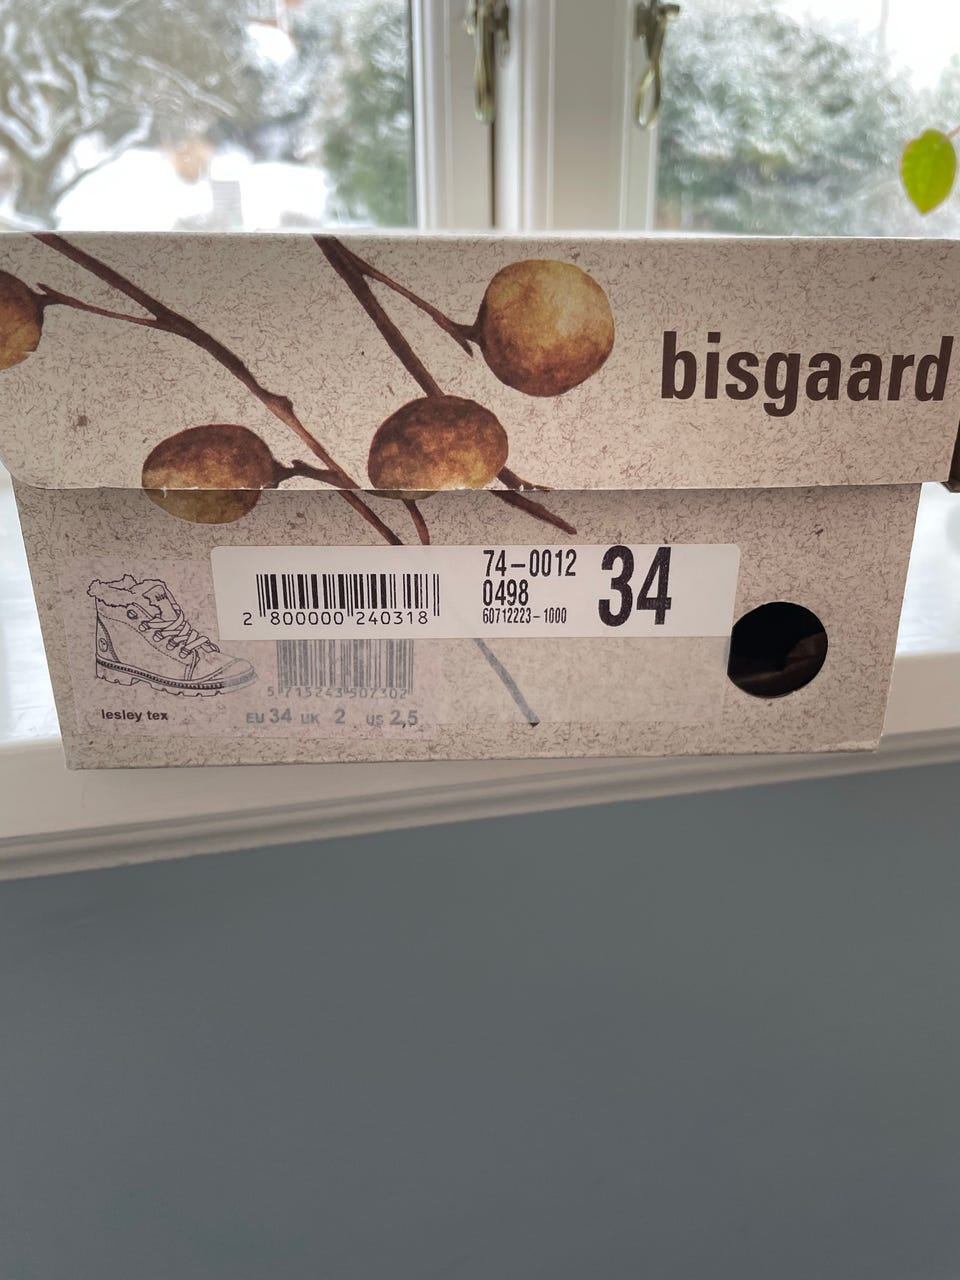 bisgaard
74-0012
0498
60712223-1000
34
2 800000 240318
5 713243 507302
lesley tex
EU 34 UK 2 US 2,5